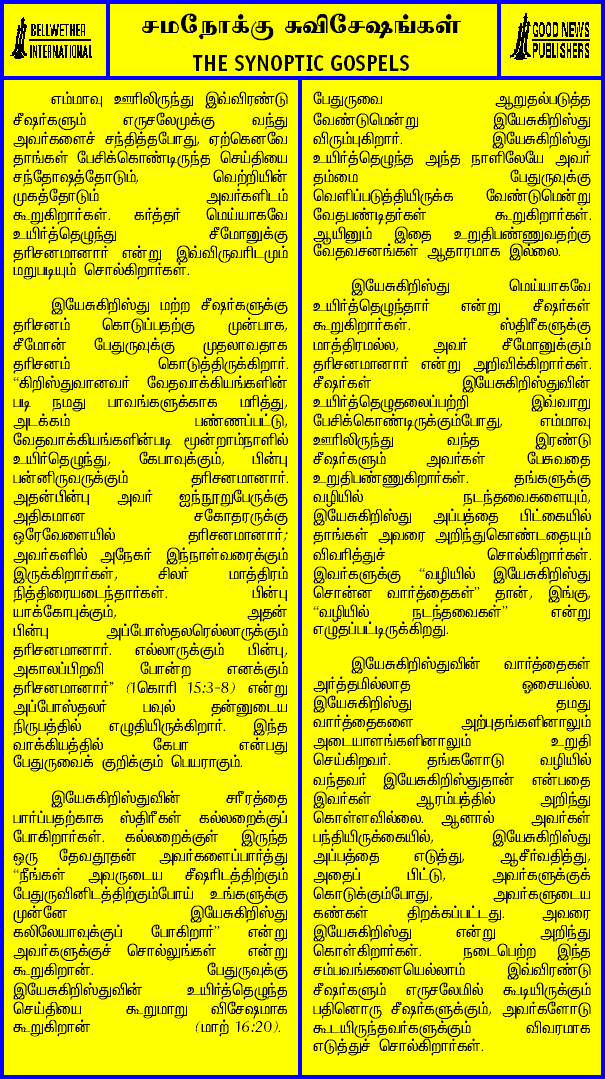 BELLWETHER
INTERNATIONAL
சமநோக்கு சுவிசேஷங்கள்
THE SYNOPTIC GOSPELS
GOOD NEWS
PUBLISHERS
எம்மாவு ஊரிலிருந்து இவ்விரண்டு
சீஷர்களும் எருசலேமுக்கு வந்து
அவர்களைச் சந்தித்தபோது, ஏற்கெனவே
தாங்கள் பேசிக்கொண்டிருந்த செய்தியை
சந்தோஷத்தோடும், வெற்றியின்
முகத்தோடும் அவர்களிடம்
கூறுகிறார்கள். கர்த்தர் மெய்யாகவே
உயிர்த்தெழுந்து சீமோனுக்கு
தரிசனமானார் என்று இவ்விருவரிடமும்
மறுபடியும் சொல்கிறார்கள்.
இயேசுகிறிஸ்து மற்ற சீஷர்களுக்கு
தரிசனம் கொடுப்பதற்கு முன்பாக,
சீமோன் பேதுருவுக்கு முதலாவதாக
தரிசனம் கொடுத்திருக்கிறார்.
“கிறிஸ்துவானவர் வேதவாக்கியங்களின்
படி நமது பாவங்களுக்காக மரித்து,
அடக்கம் பண்ணப்பட்டு,
வேதவாக்கியங்களின்படி மூன்றாம்நாளில்
உயிர்த்தெழுந்து, கேபாவுக்கும், பின்பு
பன்னிருவருக்கும் தரிசனமானார்.
அதன்பின்பு அவர் ஐந்நூறுபேருக்கு
அதிகமான சகோதரருக்கு
ஒரேவேளையில் தரிசனமானார்;
அவர்களில் அநேகர் இந்நாள்வரைக்கும்
இருக்கிறார்கள், சிலர் மாத்திரம்
நித்திரையடைந்தார்கள். பின்பு
யாக்கோபுக்கும், அதன்
பின்பு அப்போஸ்தலரெல்லாருக்கும்
தரிசனமானார். எல்லாருக்கும் பின்பு,
அகாலப்பிறவி போன்ற எனக்கும்
தரிசனமானார்” (1கொரி 15:3-8) என்று
அப்போஸ்தலர் பவுல் தன்னுடைய
நிருபத்தில் எழுதியிருக்கிறார். இந்த
வாக்கியத்தில் கேபா என்பது
பேதுருவைக் குறிக்கும் பெயராகும்.
இயேசுகிறிஸ்துவின் சரீரத்தை
பார்ப்பதற்காக ஸ்திரீகள் கல்லறைக்குப்
போகிறார்கள். கல்லறைக்குள் இருந்த
ஒரு தேவதூதன் அவர்களைப்பார்த்து
“நீங்கள் அவருடைய சீஷரிடத்திற்கும்
பேதுருவினிடத்திற்கும்போய் உங்களுக்கு
முன்னே இயேசுகிறிஸ்து
கலிலேயாவுக்குப் போகிறார்” என்று
அவர்களுக்குச் சொல்லுங்கள் என்று
கூறுகிறான். பேதுருவுக்கு
இயேசுகிறிஸ்துவின் உயிர்த்தெழுந்த
செய்தியை கூறுமாறு விசேஷமாக
கூறுகிறான் (மாற் 16:20).
பேதுருவை ஆறுதல்படுத்த
வேண்டுமென்று இயேசுகிறிஸ்து
விரும்புகிறார். இயேசுகிறிஸ்து
உயிர்த்தெழுந்த அந்த நாளிலேயே அவர்
தம்மை பேதுருவுக்கு
வெளிப்படுத்தியிருக்க வேண்டுமென்று
வேதபண்டிதர்கள் கூறுகிறார்கள்.
ஆயினும் இதை உறுதிபண்ணுவதற்கு
வேதவசனங்கள் ஆதாரமாக இல்லை.
இயேசுகிறிஸ்து மெய்யாகவே
உயிர்த்தெழுந்தார் என்று சீஷர்கள்
கூறுகிறார்கள். ஸ்திரீகளுக்கு
மாத்திரமல்ல, அவர் சீமோனுக்கும்
தரிசனமானார் என்று அறிவிக்கிறார்கள்.
சீஷர்கள் இயேசுகிறிஸ்துவின்
உயிர்த்தெழுதலைப்பற்றி இவ்வாறு
பேசிக்கொண்டிருக்கும்போது, எம்மாவு
ஊரிலிருந்து வந்த இரண்டு
சீஷர்களும் அவர்கள் பேசுவதை
உறுதிபண்ணுகிறார்கள். தங்களுக்கு
வழியில் நடந்தவைகளையும்,
இயேசுகிறிஸ்து அப்பத்தை பிட்கையில்
தாங்கள் அவரை அறிந்துகொண்டதையும்
விவரித்துச் சொல்கிறார்கள்.
இவர்களுக்கு “வழியில் இயேசுகிறிஸ்து
சொன்ன வார்த்தைகள்” தான், இங்கு,
“வழியில் நடந்தவைகள்” என்று
எழுதப்பட்டிருக்கிறது.
இயேசுகிறிஸ்துவின் வார்த்தைகள்
அர்த்தமில்லாத ஓசையல்ல.
இயேசுகிறிஸ்து தமது
வார்த்தைகளை அற்புதங்களினாலும்
அடையாளங்களினாலும் உறுதி
செய்கிறவர். தங்களோடு வழியில்
வந்தவர் இயேசுகிறிஸ்துதான் என்பதை
இவர்கள் ஆரம்பத்தில் அறிந்து
கொள்ளவில்லை. ஆனால் அவர்கள்
பந்தியிருக்கையில், இயேசுகிறிஸ்து
அப்பத்தை எடுத்து, ஆசீர்வதித்து,
அதைப் பிட்டு, அவர்களுக்குக்
கொடுக்கும்போது, அவர்களுடைய
கண்கள் திறக்கப்பட்டது. அவரை
இயேசுகிறிஸ்து என்று அறிந்து
கொள்கிறார்கள். நடைபெற்ற இந்த
சம்பவங்களையெல்லாம் இவ்விரண்டு
சீஷர்களும் எருசலேமில் கூடியிருக்கும்
பதினொரு சீஷர்களுக்கும், அவர்களோடு
கூடயிருந்தவர்களுக்கும் விவரமாக
எடுத்துச் சொல்கிறார்கள்.